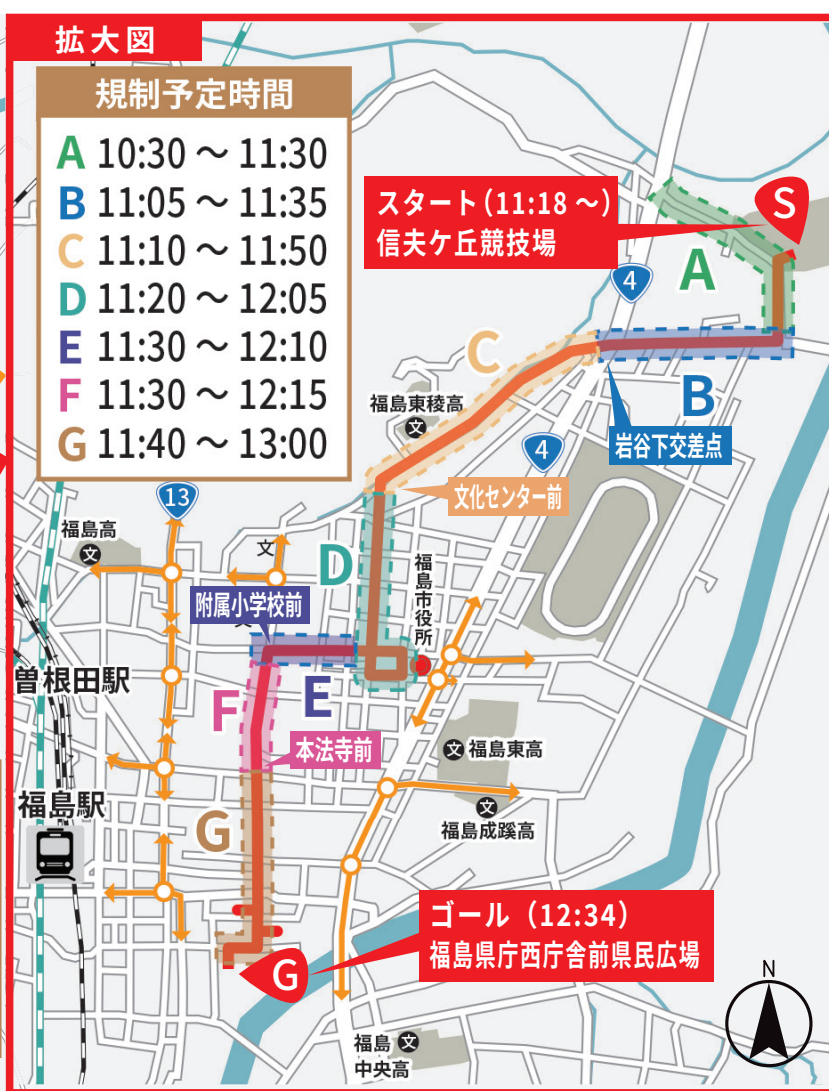 拡大図
規制予定時間
A 10:30 ～ 11:30
B 11:05 ～ 11:35
C 11:10 ～ 11:50
D 11:20 ～ 12:05
E 11:30 ～ 12:10
F 11:30 ～ 12:15
G 11:40 ～ 13:00
スタート（11:18 ～）
信夫ケ丘競技場
S
A
4
C
B
福島東稜高
文
岩谷下交差点
4
文化センター前
13
福島高
文
文
D
福島市役所
附属小学校前
曽根田駅
E
F
本法寺前
文 福島東高
福島駅
文
福島成蹊高
G
ゴール（12:34）
福島県庁西庁舎前県民広場
G
N
福島 文
中央高